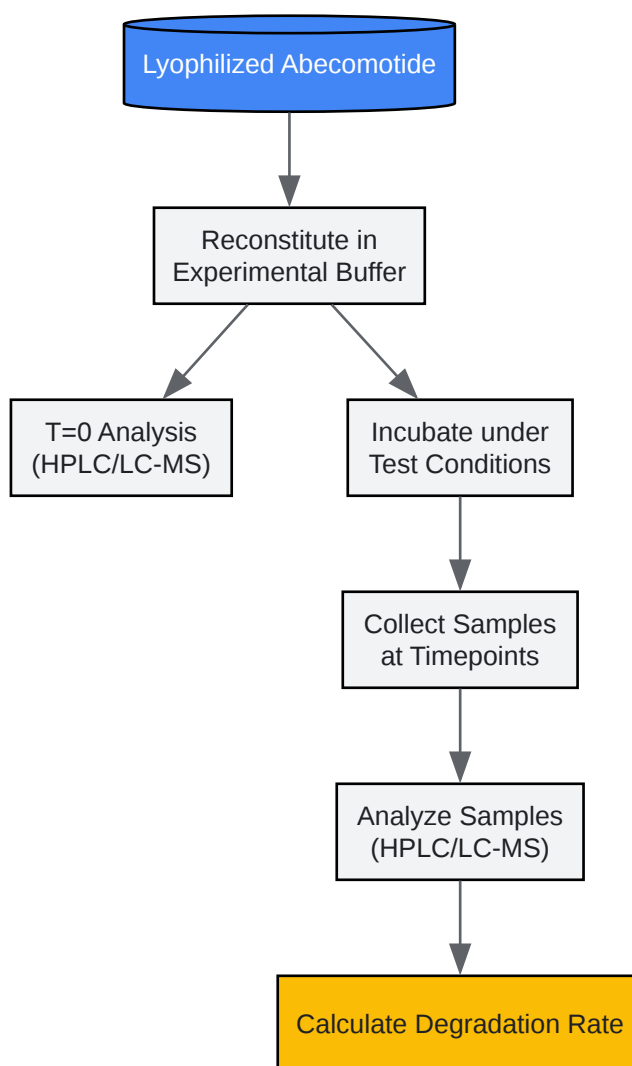 Lyophilized Abecomotide
Reconstitute in
Experimental Buffer
T=0 Analysis
(HPLC/LC-MS)
Incubate under
Test Conditions
Collect Samples
at Timepoints
Analyze Samples
(HPLC/LC-MS)
Calculate Degradation Rate